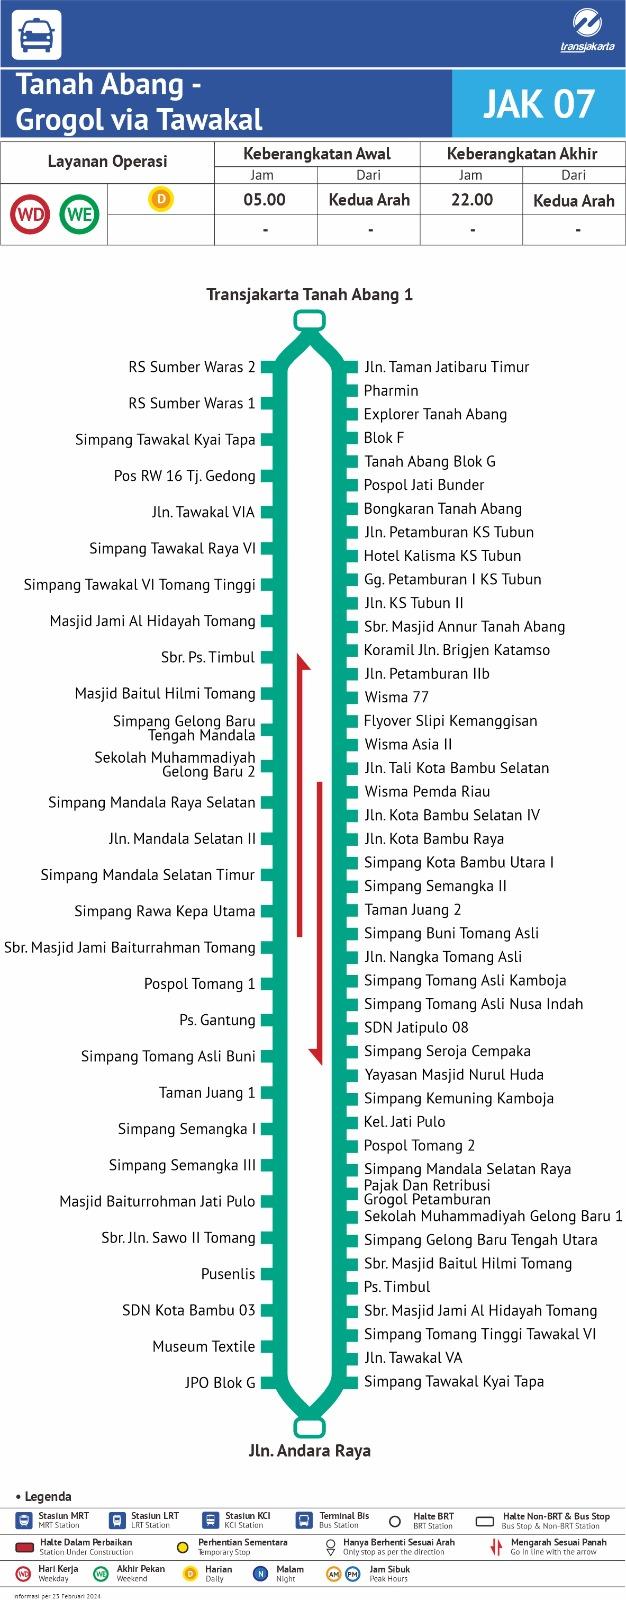 transjakarta
Tanah Abang -
Grogol via Tawakal
JAK 07
Layanan Operasi
Keberangkatan Awal
Keberangkatan Akhir
Jam
Dari
Jam
Dari
WD
WE
D
05.00
Kedua Arah
22.00
Kedua Arah
-
-
-
-
Transjakarta Tanah Abang 1
RS Sumber Waras 2
RS Sumber Waras 1
Simpang Tawakal Kyai Tapa
Pos RW 16 Tj. Gedong
Jln. Tawakal VIA
Simpang Tawakal Raya VI
Simpang Tawakal VI Tomang Tinggi
Masjid Jami Al Hidayah Tomang
Sbr. Ps. Timbul
Masjid Baitul Hilmi Tomang
Simpang Gelong Baru
Tengah Mandala
Sekolah Muhammadiyah
Gelong Baru 2
Simpang Mandala Raya Selatan
Jln. Mandala Selatan II
Simpang Mandala Selatan Timur
Simpang Rawa Kepa Utama
Sbr. Masjid Jami Baiturrahman Tomang
Pospol Tomang 1
Ps. Gantung
Simpang Tomang Asli Buni
Taman Juang 1
Simpang Semangka I
Simpang Semangka III
Masjid Baiturrohman Jati Pulo
Sbr. Jln. Sawo II Tomang
Pusenlis
SDN Kota Bambu 03
Museum Textile
JPO Blok G
Jln. Taman Jatibaru Timur
Pharmin
Explorer Tanah Abang
Blok F
Tanah Abang Blok G
Pospol Jati Bunder
Bongkaran Tanah Abang
Jln. Petamburan KS Tubun
Hotel Kalisma KS Tubun
Gg. Petamburan I KS Tubun
Jln. KS Tubun II
Sbr. Masjid Annur Tanah Abang
Koramil Jln. Brigjen Katamso
Jln. Petamburan IIb
Wisma 77
Flyover Slipi Kemanggisan
Wisma Asia II
Jln. Tali Kota Bambu Selatan
Wisma Pemda Riau
Jln. Kota Bambu Selatan IV
Jln. Kota Bambu Raya
Simpang Kota Bambu Utara I
Simpang Semangka II
Taman Juang 2
Simpang Buni Tomang Asli
Jln. Nangka Tomang Asli
Simpang Tomang Asli Kamboja
Simpang Tomang Asli Nusa Indah
SDN Jatipulo 08
Simpang Seroja Cempaka
Yayasan Masjid Nurul Huda
Simpang Kemuning Kamboja
Kel. Jati Pulo
Pospol Tomang 2
Simpang Mandala Selatan Raya
Pajak Dan Retribusi
Grogol Petamburan
Sekolah Muhammadiyah Gelong Baru 1
Simpang Gelong Baru Tengah Utara
Sbr. Masjid Baitul Hilmi Tomang
Ps. Timbul
Sbr. Masjid Jami Al Hidayah Tomang
Simpang Tomang Tinggi Tawakal VI
Jln. Tawakal VA
Simpang Tawakal Kyai Tapa
Jln. Andara Raya
• Legenda
Stasiun MRT
MRT Station
Stasiun LRT
LRT Station
Stasiun KCI
KCI Station
Terminal Bis
Bus Station
Halte BRT
BRT Station
Halte Non-BRT & Bus Stop
Bus Stop & Non-BRT Station
Halte Dalam Perbaikan
Station Under Construction
Perhentian Sementara
Temporary Stop
Hanya Berhenti Sesuai Arah
Only stop as per the direction
Mengarah Sesuai Panah
Go in line with the arrow
WD
Hari Kerja
Weekday
WE
Akhir Pekan
Weekend
D
Harian
Daily
N
Malam
Night
AM
PM
Jam Sibuk
Peak Hours
Informasi per 23 Februari 2024